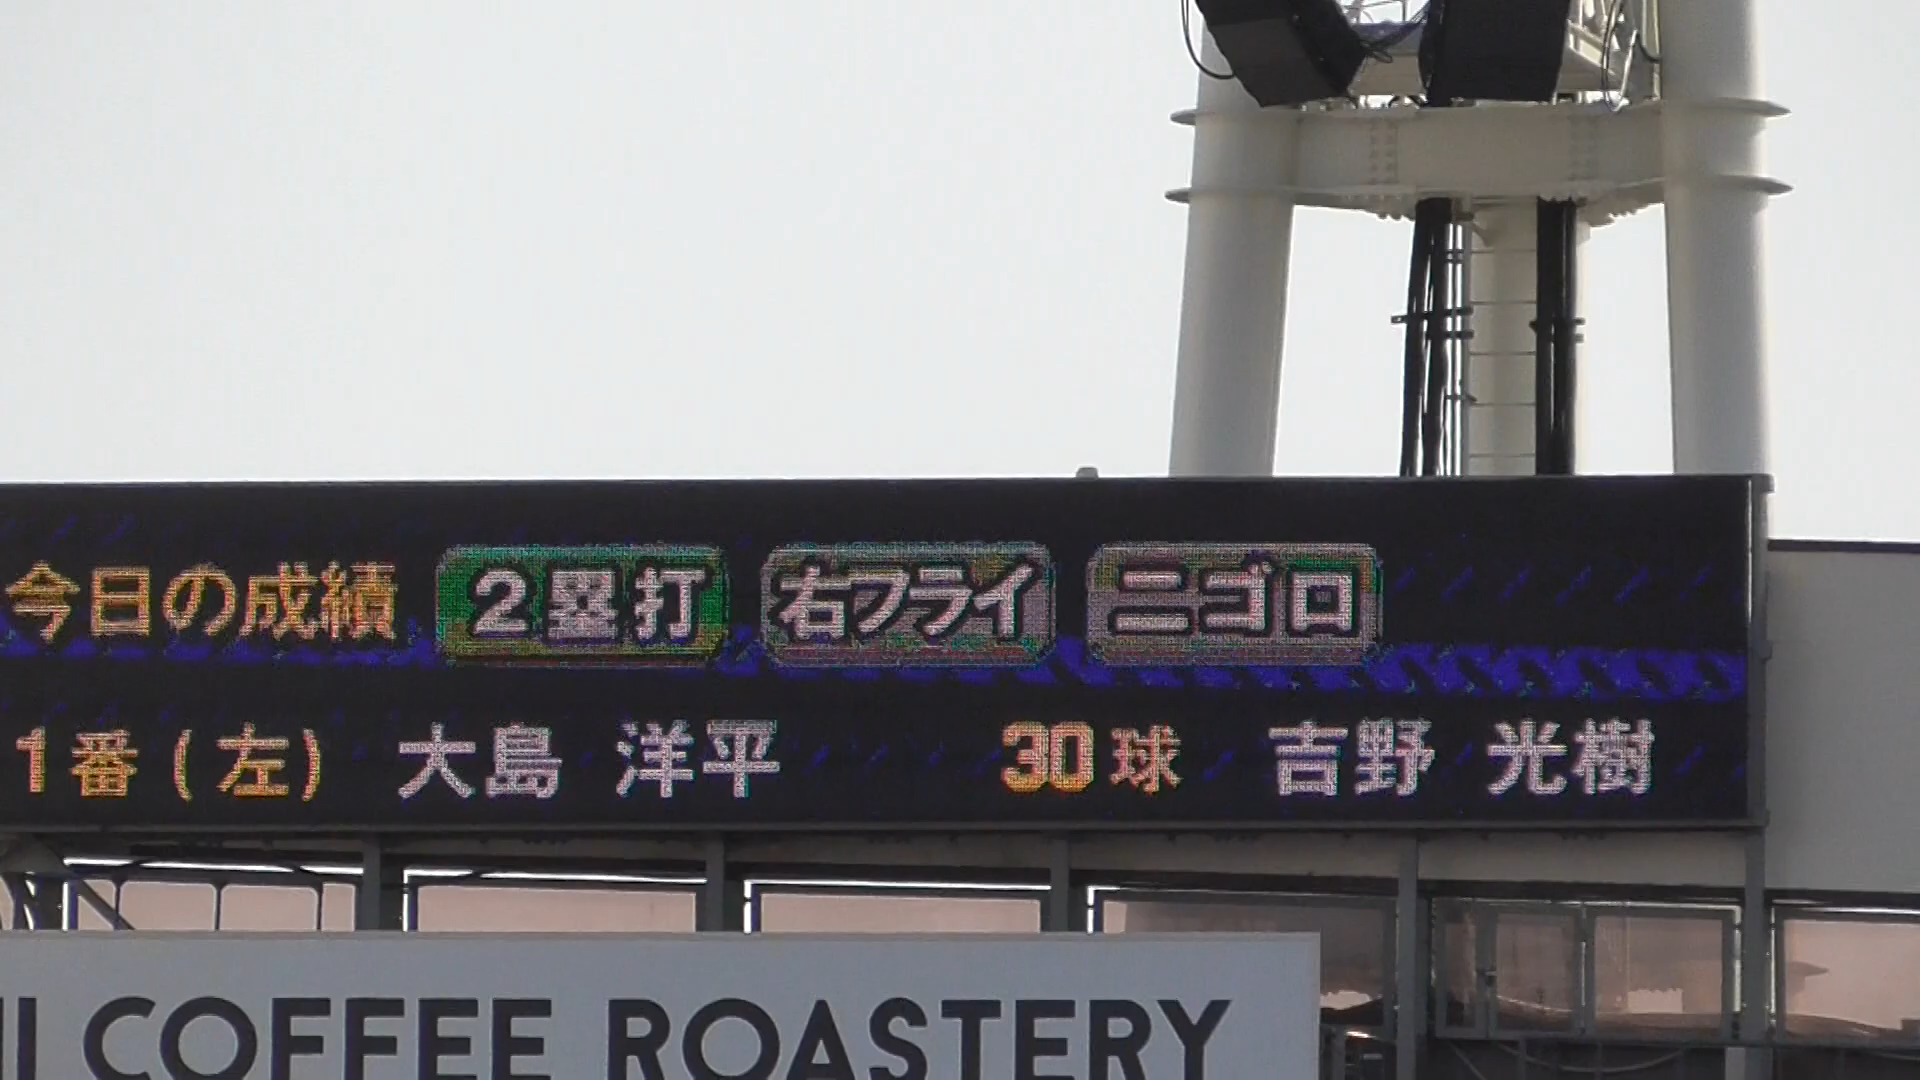 今日の成績 2塁打 右フライ 二ゴロ
1番(左) 大島 洋平 30球 吉野 光樹
COFFEE ROASTERY